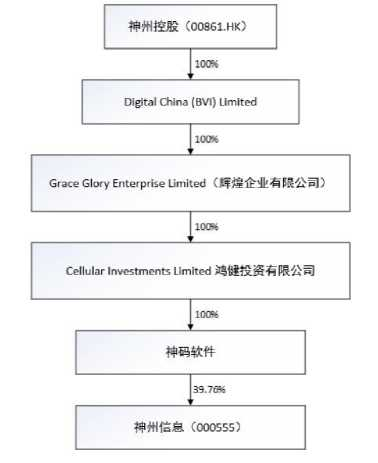 神州控股（00861.HK）
100%
Digital China (BVI) Limited
100%
Grace Glory Enterprise Limited（辉煌企业有限公司）
100%
Cellular Investments Limited 鸿健投资有限公司
100%
神码软件
39.76%
神州信息（000555）